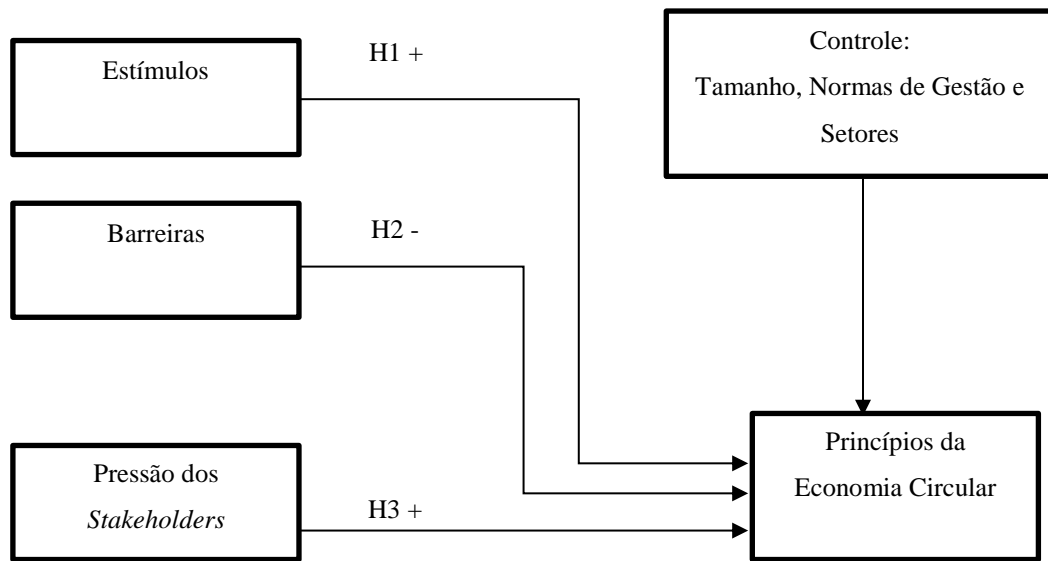 Estímulos
H1 +
Controle:
Tamanho, Normas de Gestão e
Setores
Barreiras
H2 -
Pressão dos
Stakeholders
H3 +
Princípios da
Economia Circular